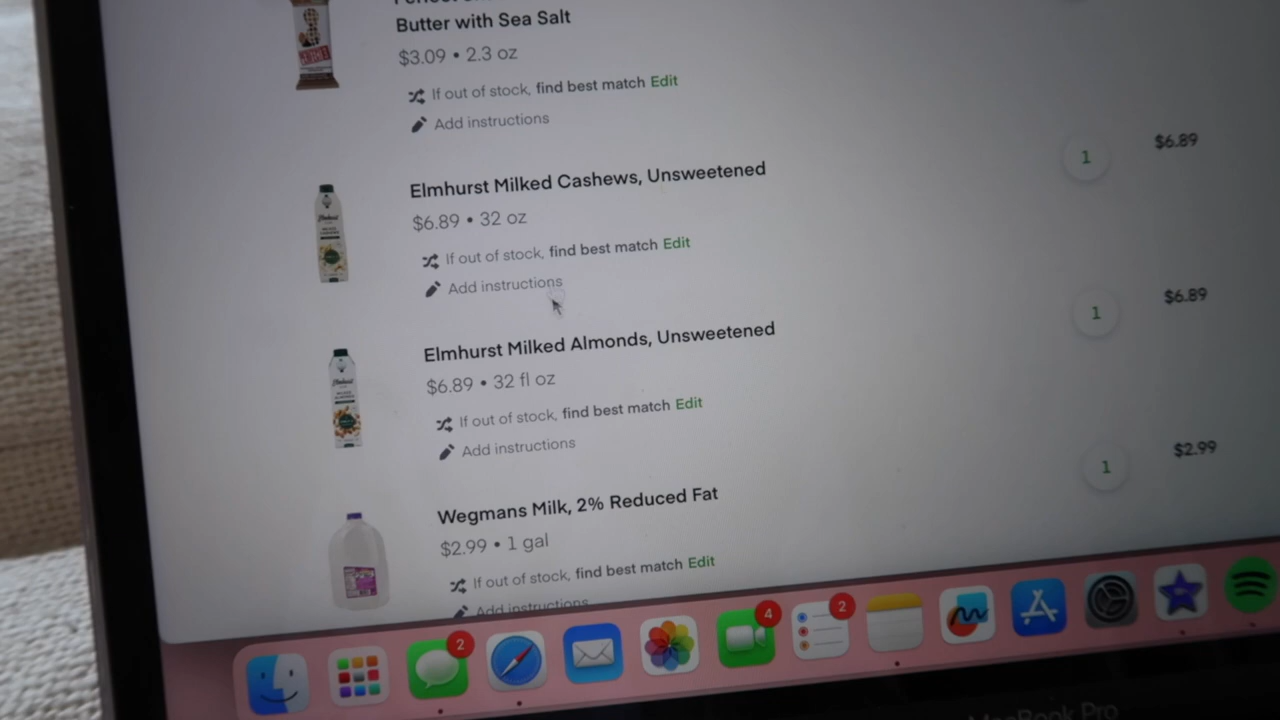 Butter with Sea Salt
$3.09 • 2.3 oz
If out of stock, find best match Edit
Add instructions
Elmhurst Milked Cashews, Unsweetened
1
$6.89
$6.89 • 32 oz
If out of stock, find best match Edit
Add instructions
Elmhurst Milked Almonds, Unsweetened
1
$6.89
$6.89 • 32 fl oz
If out of stock, find best match Edit
Add instructions
Wegmans Milk, 2% Reduced Fat
1
$2.99
$2.99 • 1 gal
If out of stock, find best match Edit
Add instructions
2
4
2
MacBook Pro